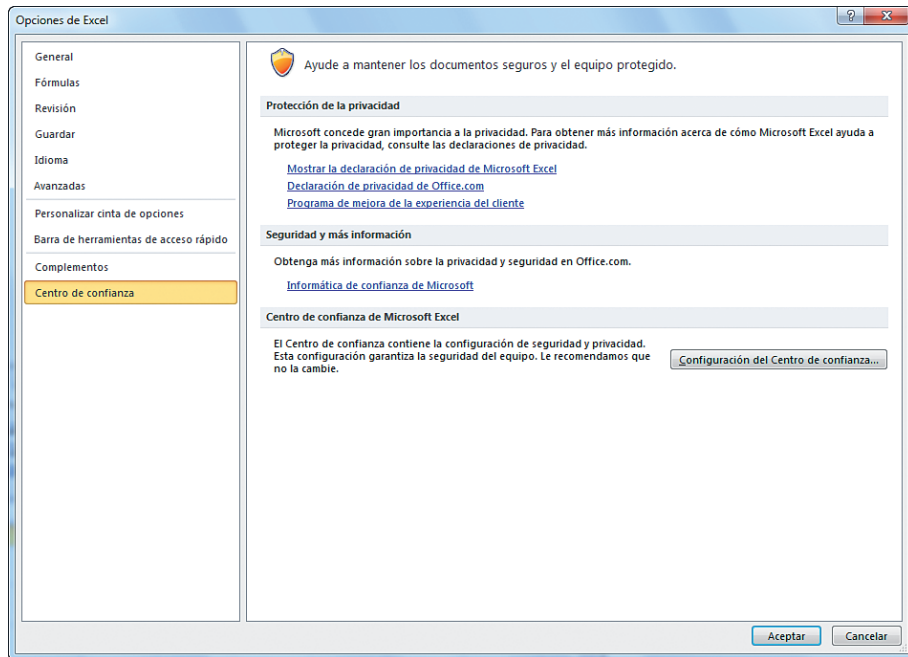 Opciones de Excel
General
Fórmulas
Revisión
Guardar
Idioma
Avanzadas
Personalizar cinta de opciones
Barra de herramientas de acceso rápido
Complementos
Centro de confianza
Ayude a mantener los documentos seguros y el equipo protegido.
Protección de la privacidad
Microsoft concede gran importancia a la privacidad. Para obtener más información acerca de cómo Microsoft Excel ayuda a
proteger la privacidad, consulte las declaraciones de privacidad.
Mostrar la declaración de privacidad de Microsoft Excel
Declaración de privacidad de Office.com
Programa de mejora de la experiencia del cliente
Seguridad y más información
Obtenga más información sobre la privacidad y seguridad en Office.com.
Informática de confianza de Microsoft
Centro de confianza de Microsoft Excel
El Centro de confianza contiene la configuración de seguridad y privacidad.
Esta configuración garantiza la seguridad del equipo. Le recomendamos que
no la cambie.
Configuración del Centro de confianza...
Aceptar
Cancelar